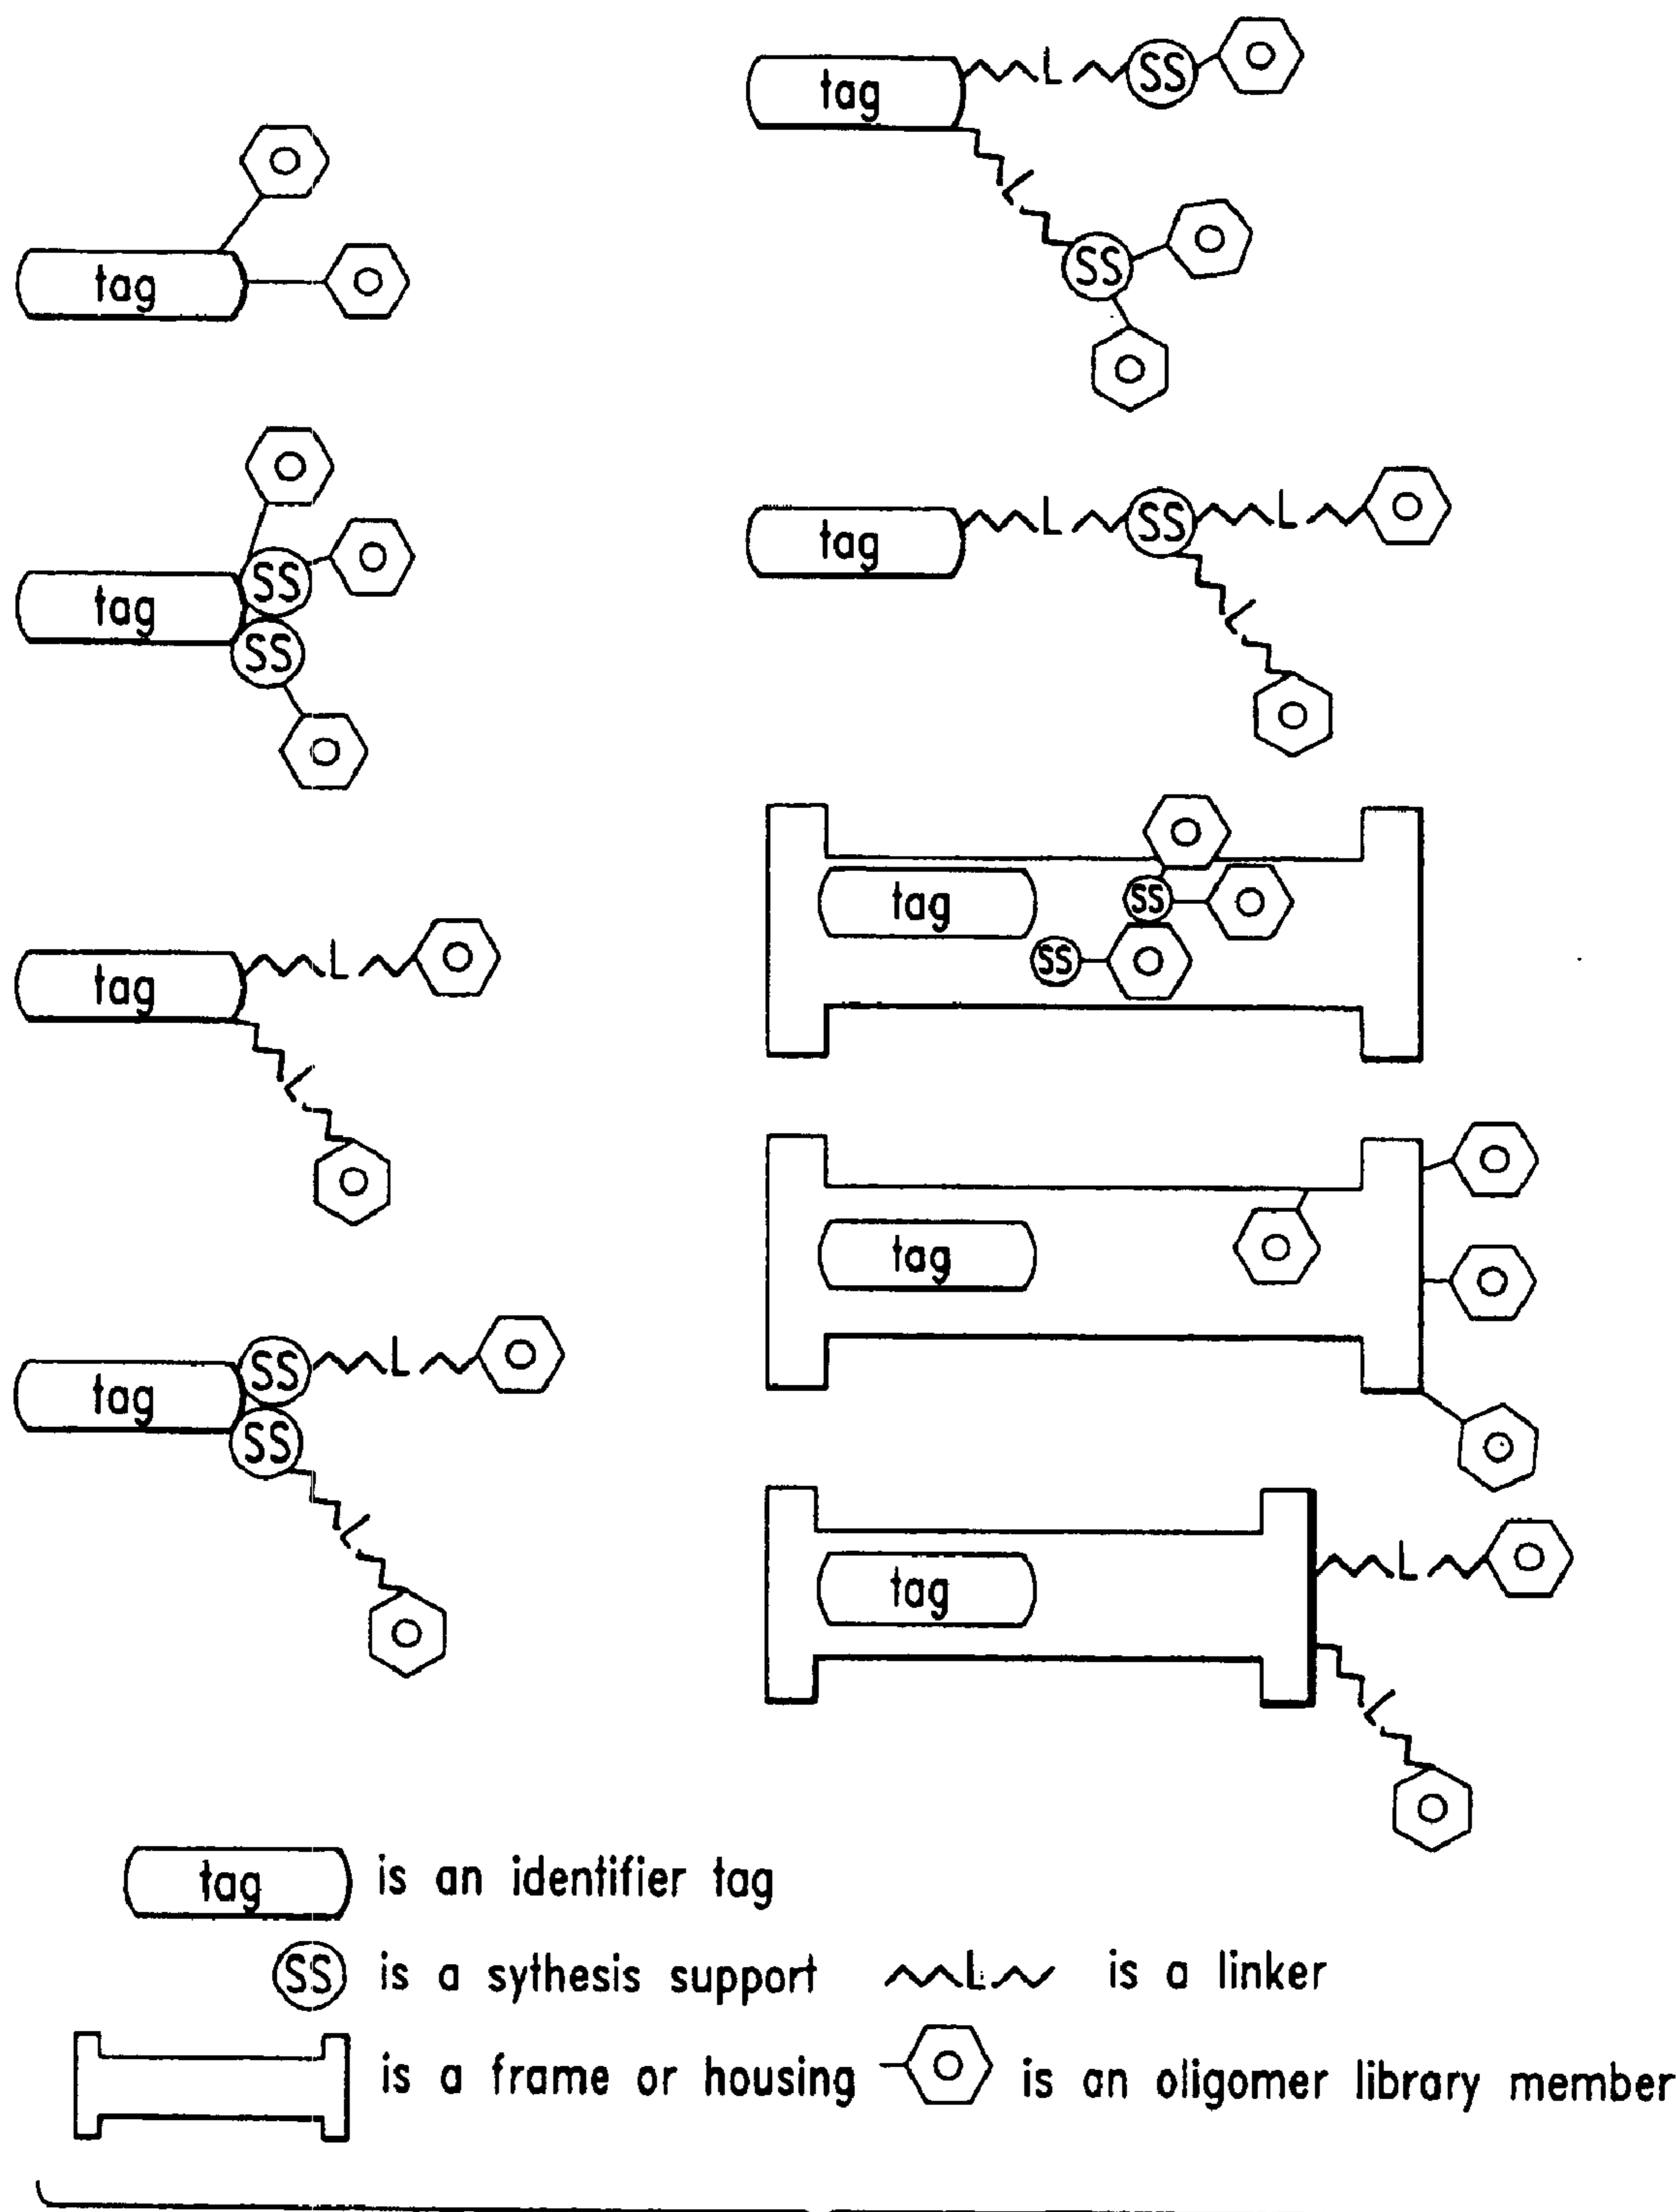 tag
SS
tag
SS
L
tag
L
SS L
tag
SS
L
tag L SS
L
SS
tag L SS L
L
tag SS
SS
tag
L
tag
L
tag is an identifier tag
SS is a sythesis support L is a linker
is a frame or housing is an oligomer library member